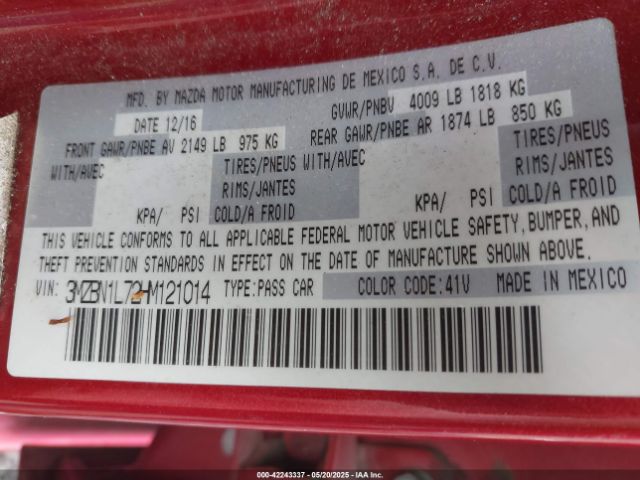 MFD. BY MAZDA MOTOR MANUFACTURING DE MEXICO S.A. DE C.V.
DATE 12/16 GVWR/PNBV 4009 LB 1818 KG
FRONT GAWR/PNBE AV 2149 LB 975 KG REAR GAWR/PNBE AR 1874 LB 850 KG
WITH/AVEC TIRES/PNEUS WITH/AVEC TIRES/PNEUS
RIMS/JANTES RIMS/JANTES
KPA/ PSI COLD/A FROID KPA/ PSI COLD/A FROID
THIS VEHICLE CONFORMS TO ALL APPLICABLE FEDERAL MOTOR VEHICLE SAFETY, BUMPER, AND
THEFT PREVENTION STANDARDS IN EFFECT ON THE DATE OF MANUFACTURE SHOWN ABOVE.
VIN: 3MZBN1L72HM121014 TYPE: PASS CAR COLOR CODE: 41V MADE IN MEXICO
000-42243337 - 05/20/2025 - IAA Inc.